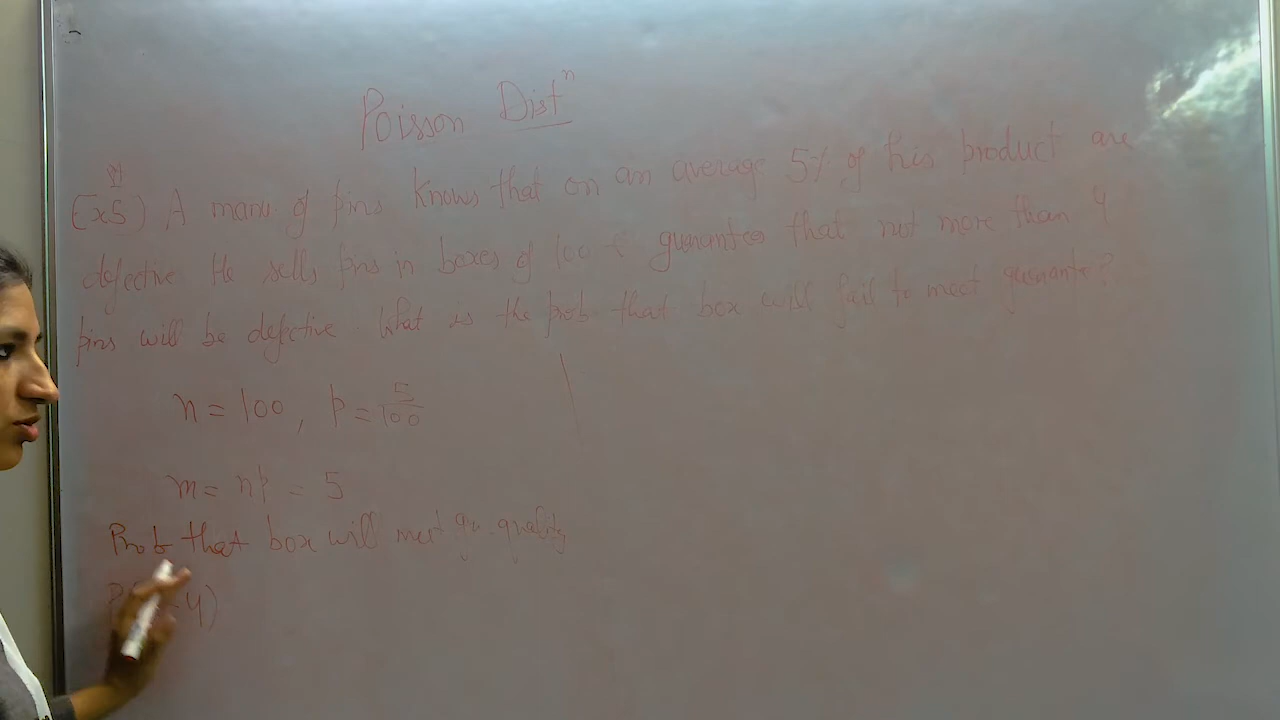 Poisson Distⁿ
Ex5) A manu. of pins knows that on an average 5% of his product are
defective. He sells pins in boxes of 100 & guarantees that not more than 4
pins will be defective. What is the prob that box will fail to meet guarante?
n = 100, p = 5/100
m = np = 5
Prob that box will meet gu. quality
4)